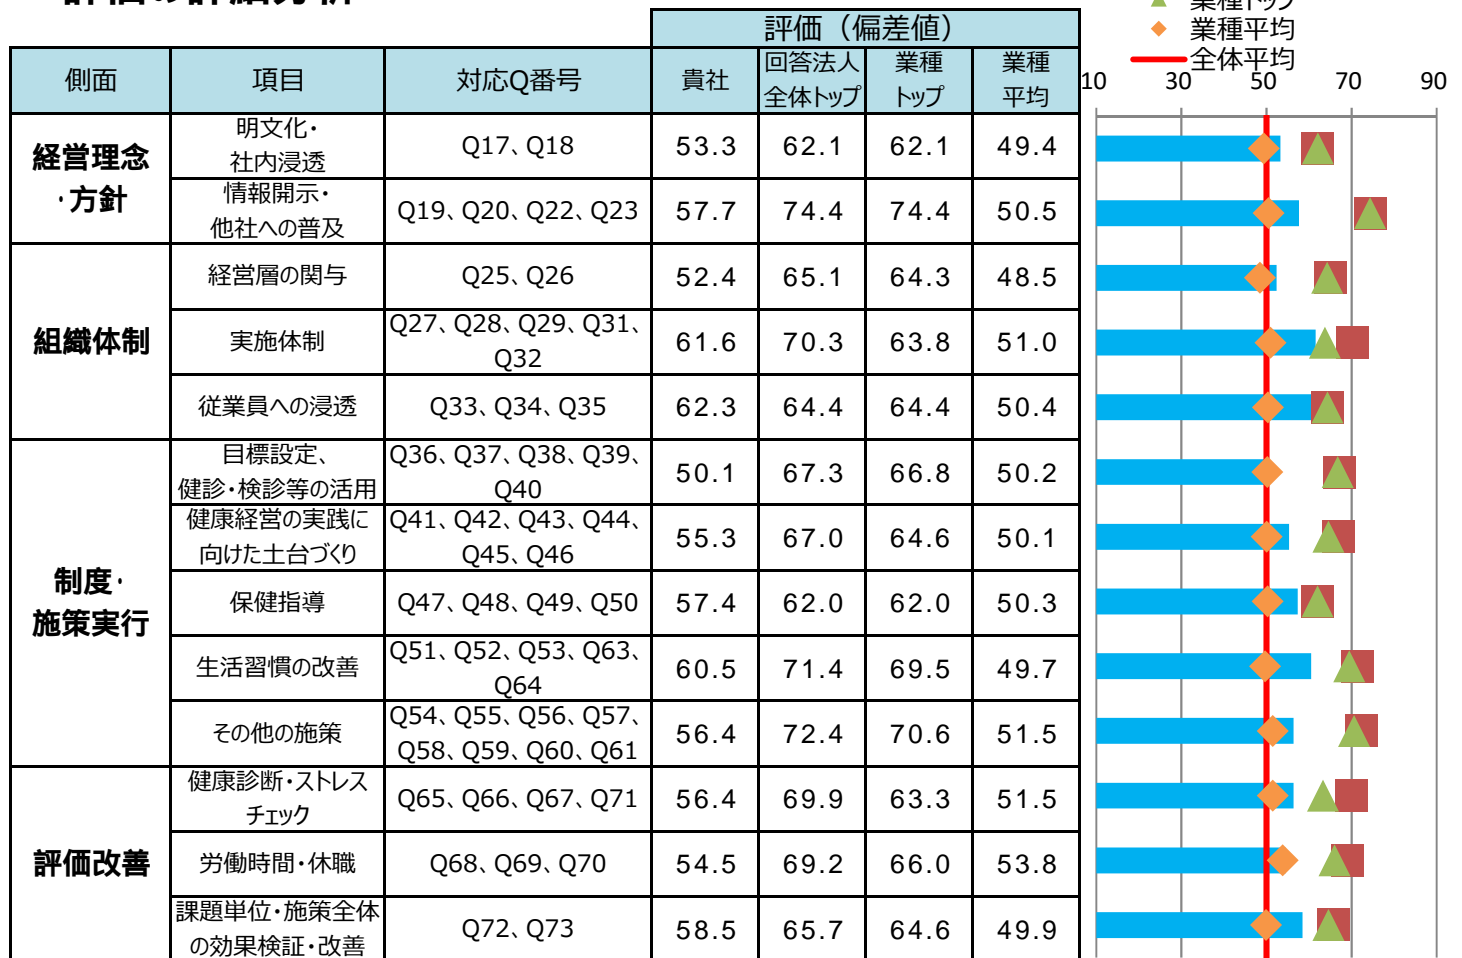 評価の詳細分析
業種トップ
業種平均
全体平均
評価（偏差値）
側面 項目 対応Q番号 貴社 回答法人 業種 業種
全体トップ トップ 平均
10 30 50 70 90
経営理念
・方針
明文化・
社内浸透
Q17、Q18 53.3 62.1 62.1 49.4
情報開示・
他社への普及
Q19、Q20、Q22、Q23 57.7 74.4 74.4 50.5
組織体制
経営層の関与 Q25、Q26 52.4 65.1 64.3 48.5
実施体制
Q27、Q28、Q29、Q31、
Q32
61.6 70.3 63.8 51.0
従業員への浸透 Q33、Q34、Q35 62.3 64.4 64.4 50.4
制度・
施策実行
目標設定、
健診・検診等の活用
Q36、Q37、Q38、Q39、
Q40
50.1 67.3 66.8 50.2
健康経営の実践に
向けた土台づくり
Q41、Q42、Q43、Q44、
Q45、Q46
55.3 67.0 64.6 50.1
保健指導 Q47、Q48、Q49、Q50 57.4 62.0 62.0 50.3
生活習慣の改善
Q51、Q52、Q53、Q63、
Q64
60.5 71.4 69.5 49.7
その他の施策
Q54、Q55、Q56、Q57、
Q58、Q59、Q60、Q61
56.4 72.4 70.6 51.5
評価改善
健康診断・ストレス
チェック
Q65、Q66、Q67、Q71 56.4 69.9 63.3 51.5
労働時間・休職 Q68、Q69、Q70 54.5 69.2 66.0 53.8
課題単位・施策全体
の効果検証・改善
Q72、Q73 58.5 65.7 64.6 49.9